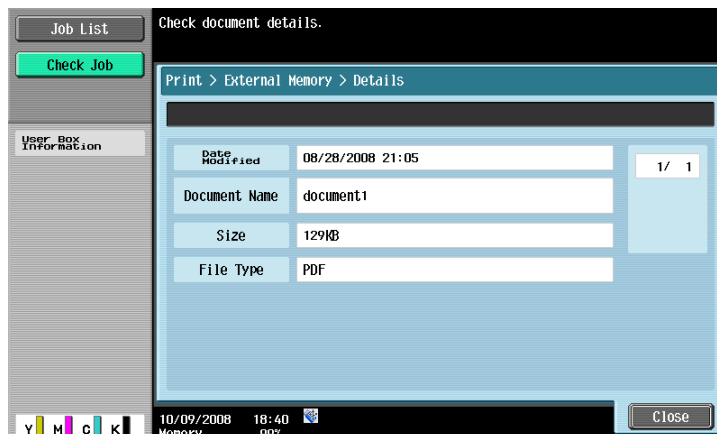 Job List
Check document details.
Check Job
Print > External Memory > Details
User Box
Information
Date
Modified
08/28/2008 21:05
1/ 1
Document Name
document1
Size
129KB
File Type
PDF
10/09/2008 18:40
Memory
Close
Y M C K